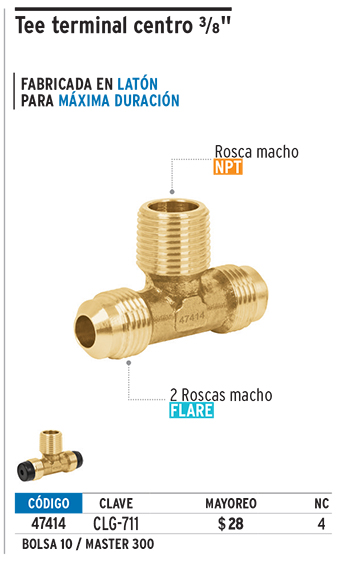 Tee terminal centro 3/8"
FABRICADA EN LATÓN
PARA MÁXIMA DURACIÓN
Rosca macho
NPT
47414
2 Roscas macho
FLARE
CÓDIGO CLAVE MAYOREO NC
47414 CLG-711 $28 4
BOLSA 10 / MASTER 300